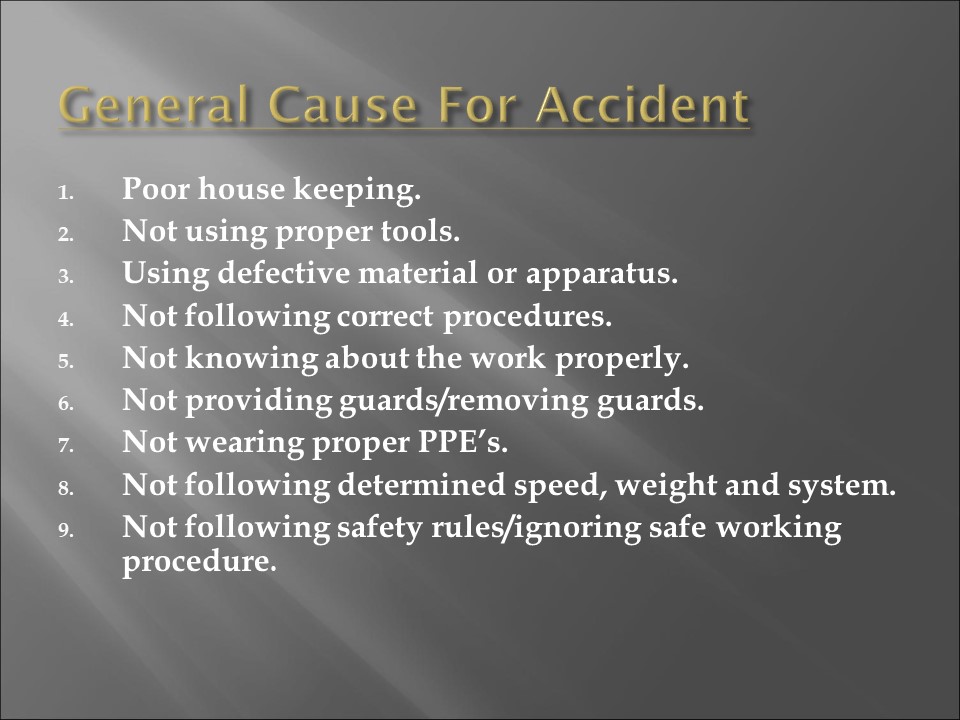 General Cause For Accident
1. Poor house keeping.
2. Not using proper tools.
3. Using defective material or apparatus.
4. Not following correct procedures.
5. Not knowing about the work properly.
6. Not providing guards/removing guards.
7. Not wearing proper PPE’s.
8. Not following determined speed, weight and system.
9. Not following safety rules/ignoring safe working
procedure.